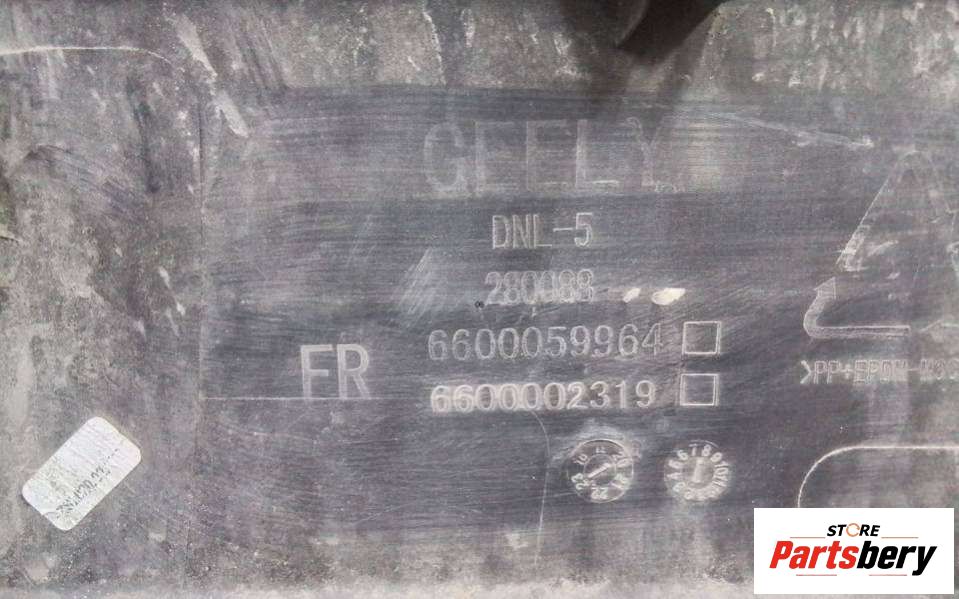 GEELY
DNL-5
280088
6600059964
FR
6600002319
STORE
Partsbery